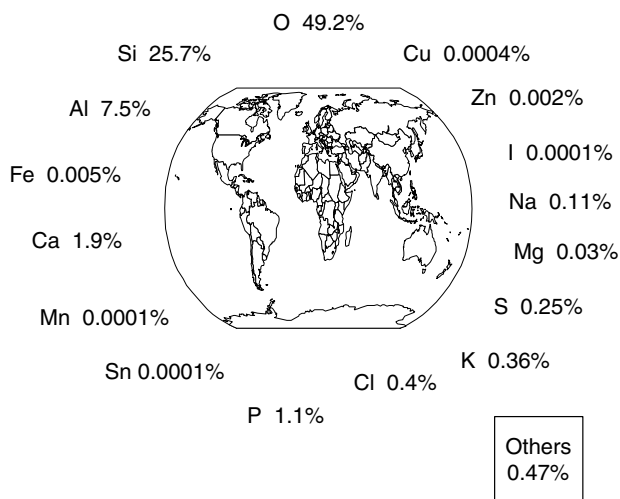 O 49.2%
Si 25.7%
Cu 0.0004%
Al 7.5%
Zn 0.002%
Fe 0.005%
I 0.0001%
Na 0.11%
Ca 1.9%
Mg 0.03%
Mn 0.0001%
S 0.25%
Sn 0.0001%
K 0.36%
Cl 0.4%
P 1.1%
Others
0.47%